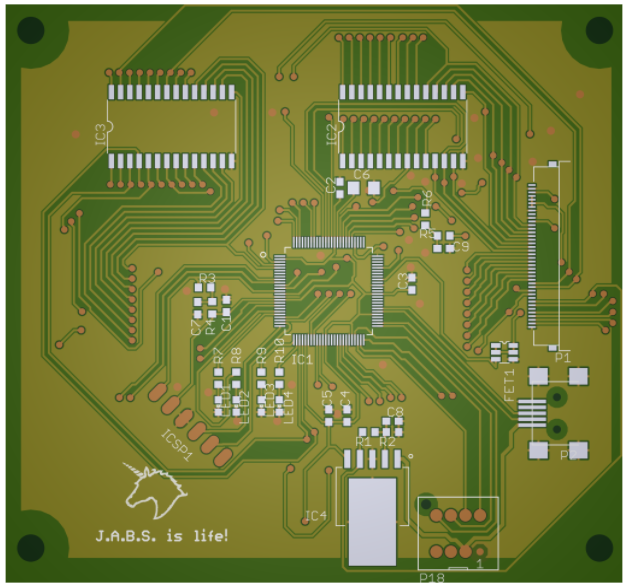 IC3
IC2
C2
C6
R6
R5
C9
C3
R3
C7
R4
C1
IC1
P1
R7
R8
R9
R10
FET1
LED1
LED2
LED3
LED4
C5
C4
C8
R1
R2
ICSP1
IC4
J.A.B.S. is life!
1
P18